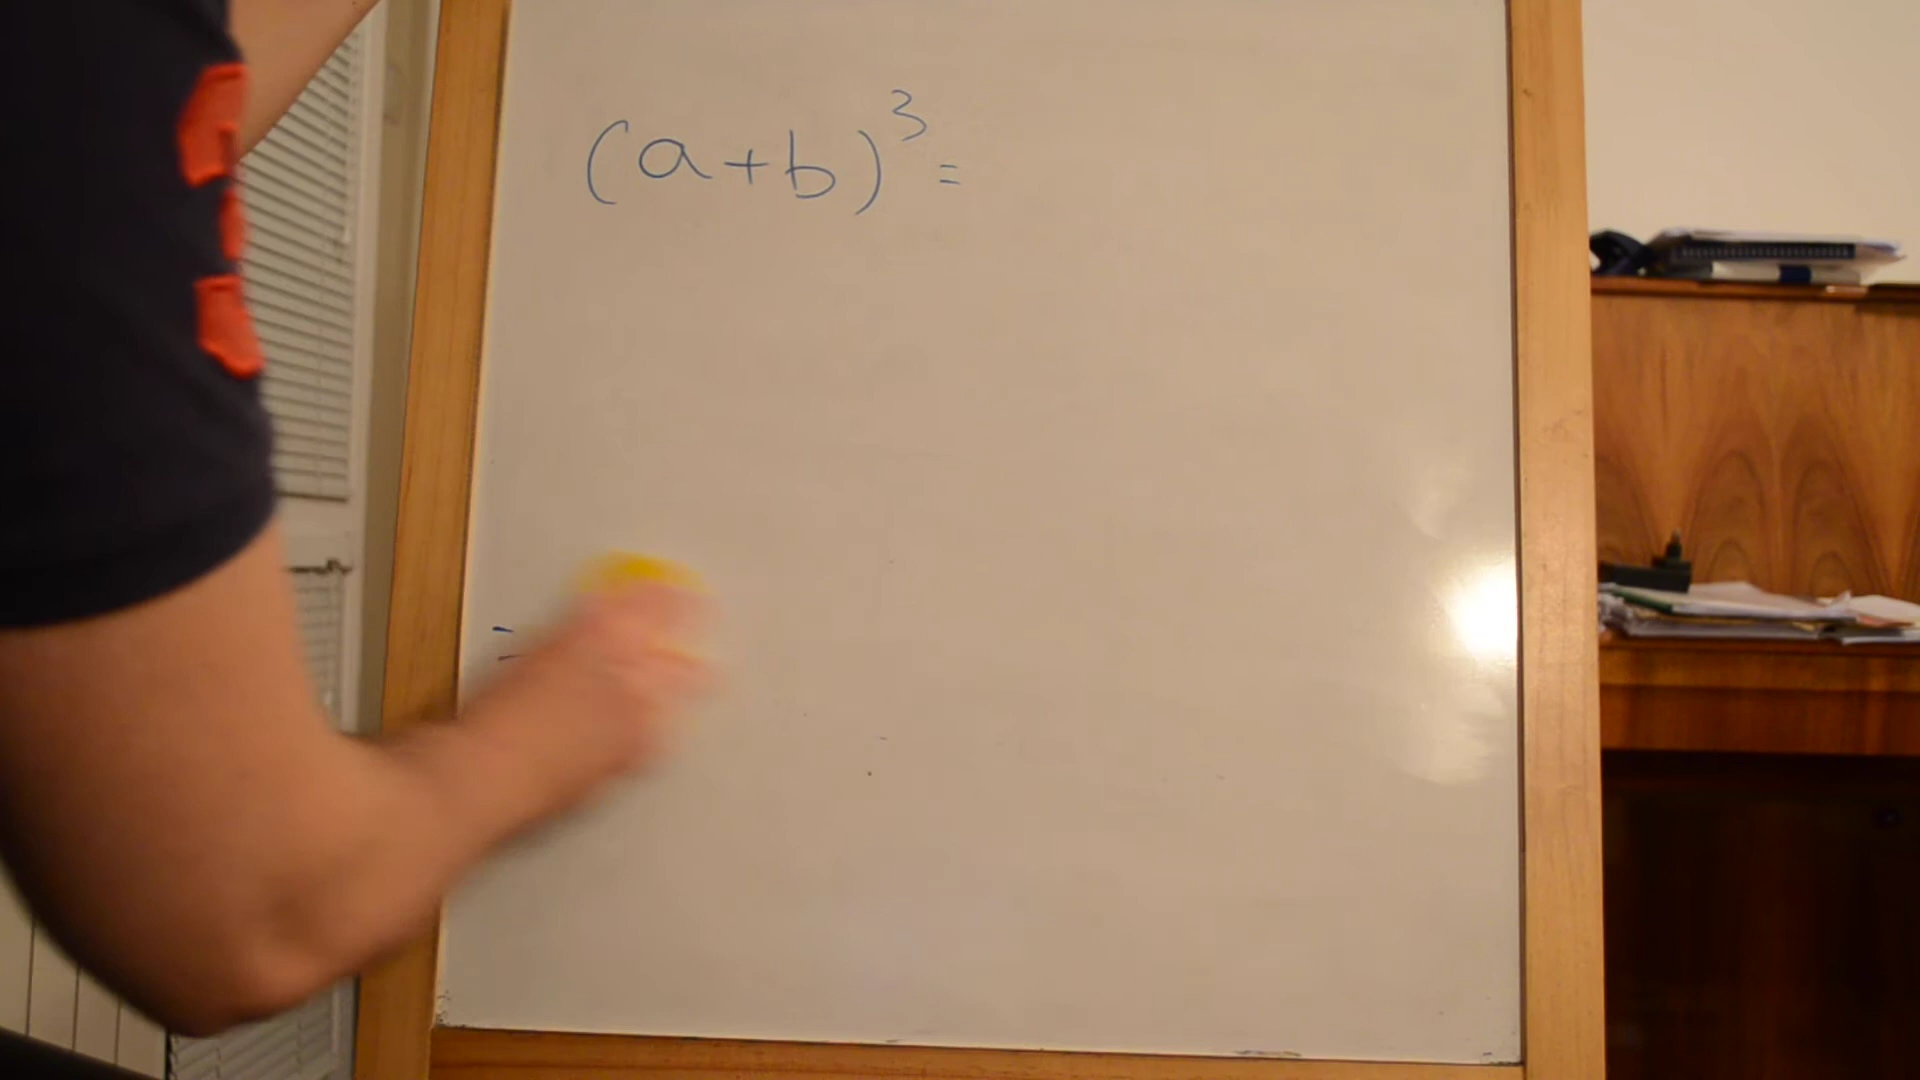 (a+b)³=
=